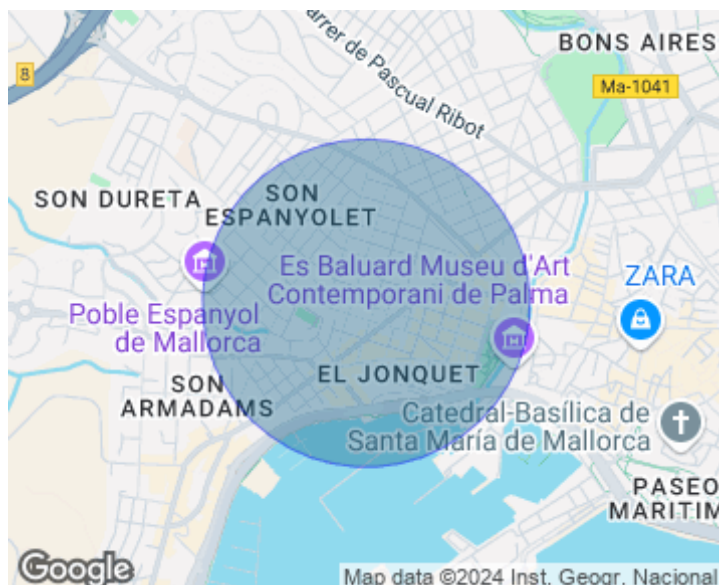 BONS AIRES
8
Ma-1041
Carrer de Pascual Ribot
SON DURETA
SON
ESPANYOLET
Es Baluard Museu d'Art
Contemporani de Palma
ZARA
Poble Espanyol
de Mallorca
EL JONQUET
SON
ARMADAMS
Catedral-Basílica de
Santa María de Mallorca
PASEO
MARITIM
Google
Map data ©2024 Inst. Geogr. Nacional